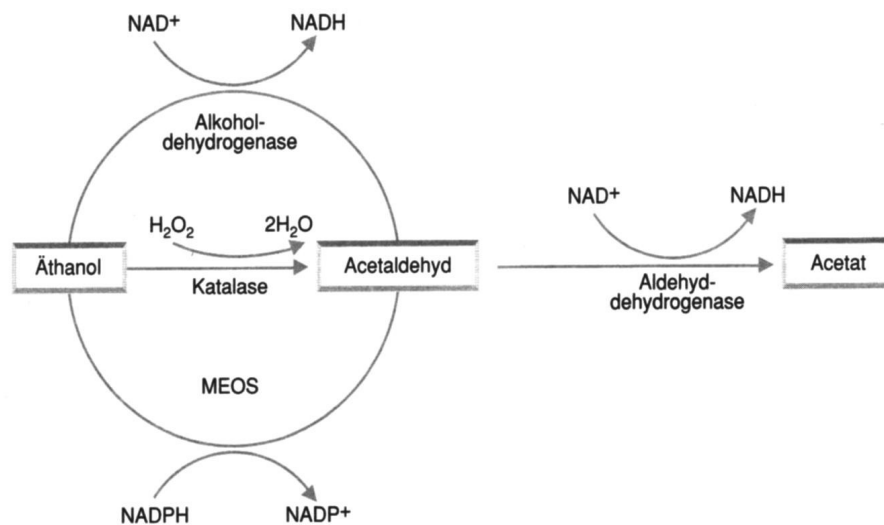 NAD+ NADH
Alkohol-
dehydrogenase
NAD+ NADH
H₂O₂ 2H₂O
Äthanol Acetaldehyd Acetat
Katalase
Aldehyd-
dehydrogenase
MEOS
NADPH NADP+